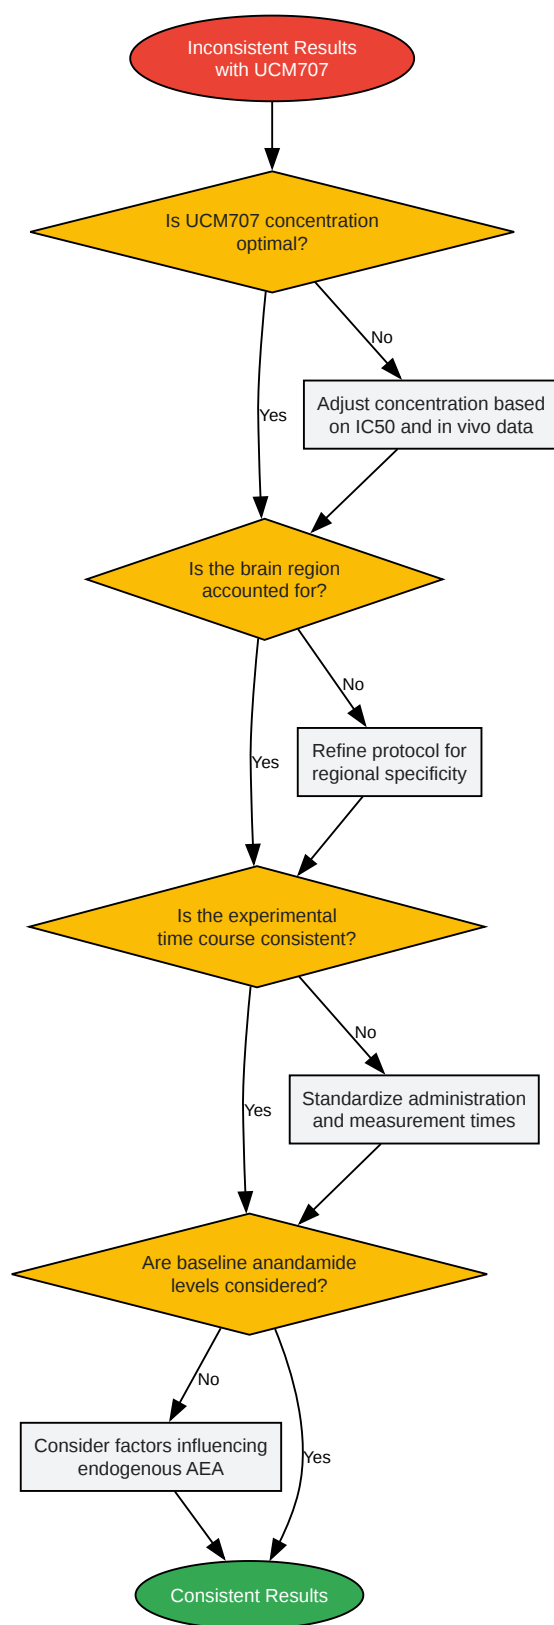 Inconsistent Results
with UCM707
Is UCM707 concentration
optimal?
No
Adjust concentration based
on IC50 and in vivo data
Yes
Is the brain region
accounted for?
No
Refine protocol for
regional specificity
Yes
Is the experimental
time course consistent?
No
Standardize administration
and measurement times
Yes
Are baseline anandamide
levels considered?
No
Consider factors influencing
endogenous AEA
Yes
Consistent Results